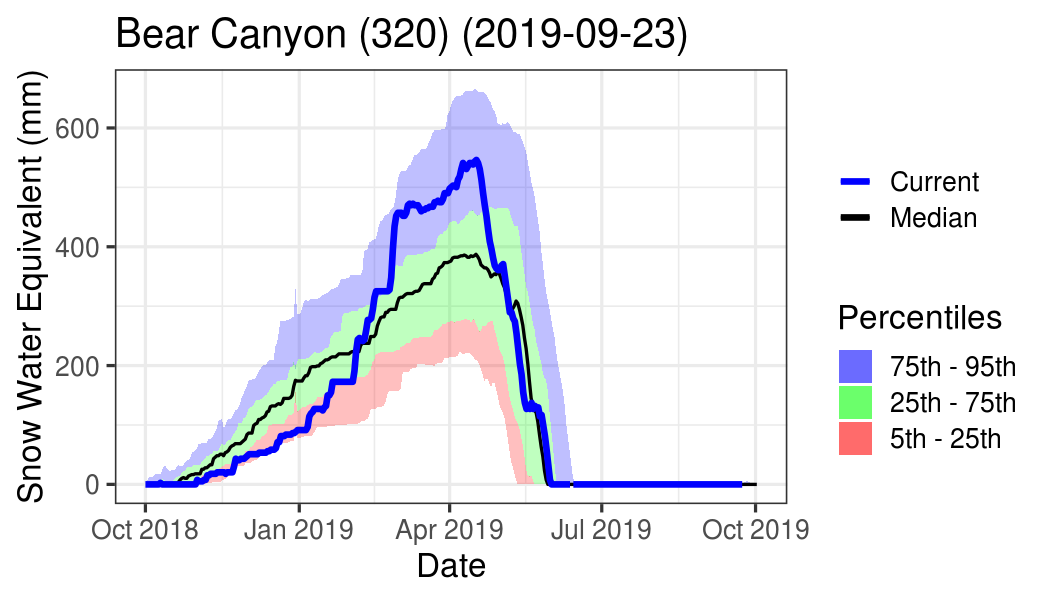 Bear Canyon (320) (2019-09-23)
Snow Water Equivalent (mm)
600
400
200
0
Oct 2018
Jan 2019
Apr 2019
Jul 2019
Oct 2019
Date
Current
Median
Percentiles
75th - 95th
25th - 75th
5th - 25th